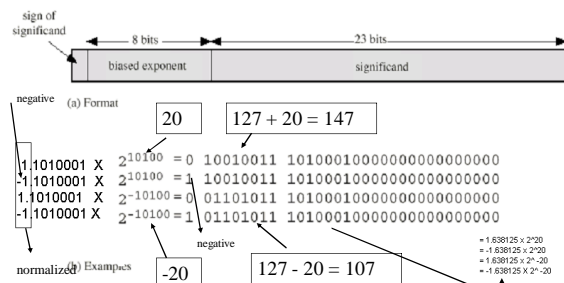 sign of
significand
8 bits
23 bits
biased exponent
significand
negative
(a) Format
20
127 + 20 = 147
1.1010001 X 2^10100 = 0 10010011 10100010000000000000000
-1.1010001 X 2^10100 = 1 10010011 10100010000000000000000
1.1010001 X 2^-10100 = 0 01101011 10100010000000000000000
-1.1010001 X 2^-10100 = 1 01101011 10100010000000000000000
negative
normalized
(b) Examples
-20
127 - 20 = 107
= 1.638125 x 2^20
= -1.638125 x 2^20
= 1.638125 x 2^ -20
= -1.638125 X 2^ -20